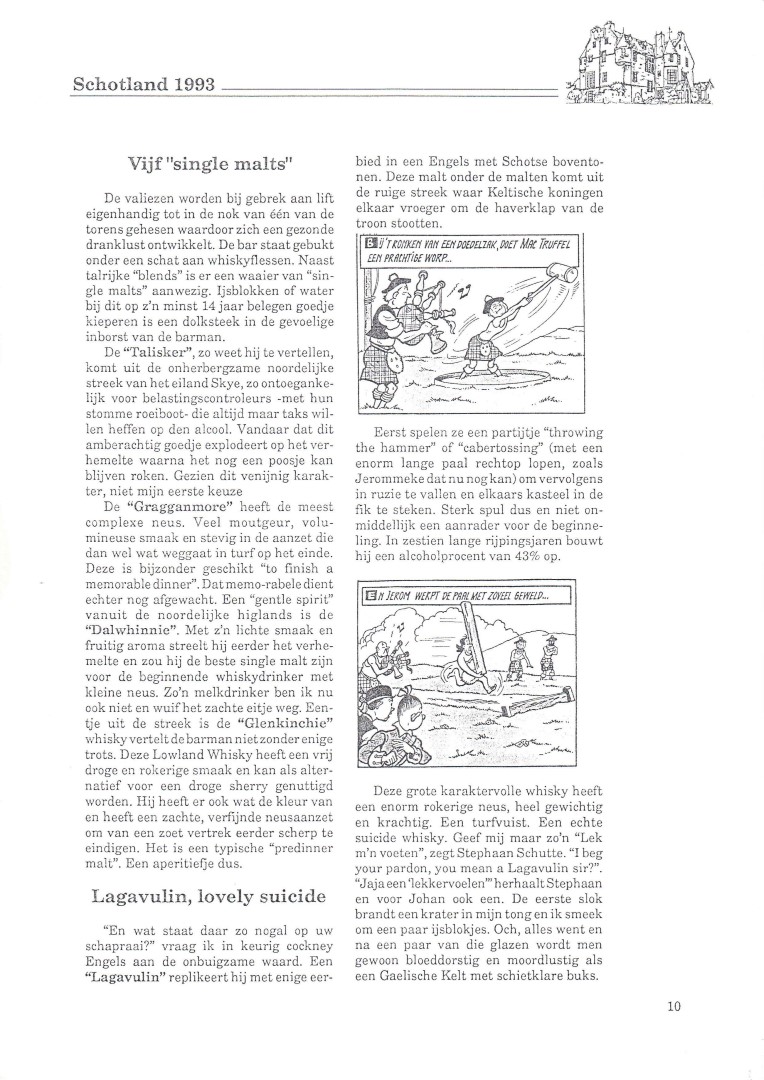 Schotland 1993
Vijf "single malts"
De valiezen worden bij gebrek aan lift
eigenhandig tot in de nok van één van de
torens gehesen waardoor zich een gezonde
dranklust ontwikkelt. De bar staat gebukt
onder een schat aan whiskyflessen. Naast
talrijke “blends” is er een waaier van “sin-
gle malts” aanwezig. Ijsblokken of water
bij dit op z’n minst 14 jaar belegen goedje
kieperen is een dolksteek in de gevoelige
inborst van de barman.
De “Talisker”, zo weet hij te vertellen,
komt uit de onherbergzame noordelijke
streek van het eiland Skye, zo ontoeganke-
lijk voor belastingscontroleurs -met hun
stomme roeiboot- die altijd maar taks wil-
len heffen op den alcool. Vandaar dat dit
amberachtig goedje explodeert op het ver-
hemelte waarna het nog een poosje kan
blijven roken. Gezien dit venijnig karak-
ter, niet mijn eerste keuze
De “Gragganmore” heeft de meest
complexe neus. Veel moutgeur, volu-
mineuse smaak en stevig in de aanzet die
dan wel wat weggaat in turf op het einde.
Deze is bijzonder geschikt “to finish a
memorable dinner”. Dat memo-rabele dient
echter nog afgewacht. Een “gentle spirit”
vanuit de noordelijke higlands is de
“Dalwhinnie”. Met z’n lichte smaak en
fruitig aroma streelt hij eerder het verhe-
melte en zou hij de beste single malt zijn
voor de beginnende whiskydrinker met
kleine neus. Zo’n melkdrinker ben ik nu
ook niet en wuif het zachte eitje weg. Een-
tje uit de streek is de “Glenkinchie”
whisky vertelt de barman niet zonder enige
trots. Deze Lowland Whisky heeft een vrij
droge en rokerige smaak en kan als alter-
natief voor een droge sherry genuttigd
worden. Hij heeft er ook wat de kleur van
en heeft een zachte, verfijnde neusaanzet
om van een zoet vertrek eerder scherp te
eindigen. Het is een typische “predinner
malt”. Een aperitiefje dus.
Lagavulin, lovely suicide
“En wat staat daar zo nogal op uw
schapraai?” vraag ik in keurig cockney
Engels aan de onbuigzame waard. Een
“Lagavulin” replikeert hij met enige eer-
bied in een Engels met Schotse bovento-
nen. Deze malt onder de malten komt uit
de ruige streek waar Keltische koningen
elkaar vroeger om de haverklap van de
troon stootten.
BIJ 'T RONKEN VAN EEN DOEDELZAK, DOET MAC TRUFFEL
EEN PRACHTIGE WORP...
Eerst spelen ze een partijtje “throwing
the hammer” of “cabertossing” (met een
enorm lange paal rechtop lopen, zoals
Jerommeke dat nu nog kan) om vervolgens
in ruzie te vallen en elkaars kasteel in de
fik te steken. Sterk spul dus en niet on-
middellijk een aanrader voor de beginne-
ling. In zestien lange rijpingsjaren bouwt
hij een alcoholprocent van 43% op.
EN JEROM WERPT DE PAAL MET ZOVEEL GEWELD...
Deze grote karaktervolle whisky heeft
een enorm rokerige neus, heel gewichtig
en krachtig. Een turfvuist. Een echte
suicide whisky. Geef mij maar zo’n “Lek
m’n voeten”, zegt Stephaan Schutte. “I beg
your pardon, you mean a Lagavulin sir?”.
“Jaja een ‘lekkervoelen’” herhaalt Stephaan
en voor Johan ook een. De eerste slok
brandt een krater in mijn tong en ik smeek
om een paar ijsblokjes. Och, alles went en
na een paar van die glazen wordt men
gewoon bloeddorstig en moordlustig als
een Gaelische Kelt met schietklare buks.
10